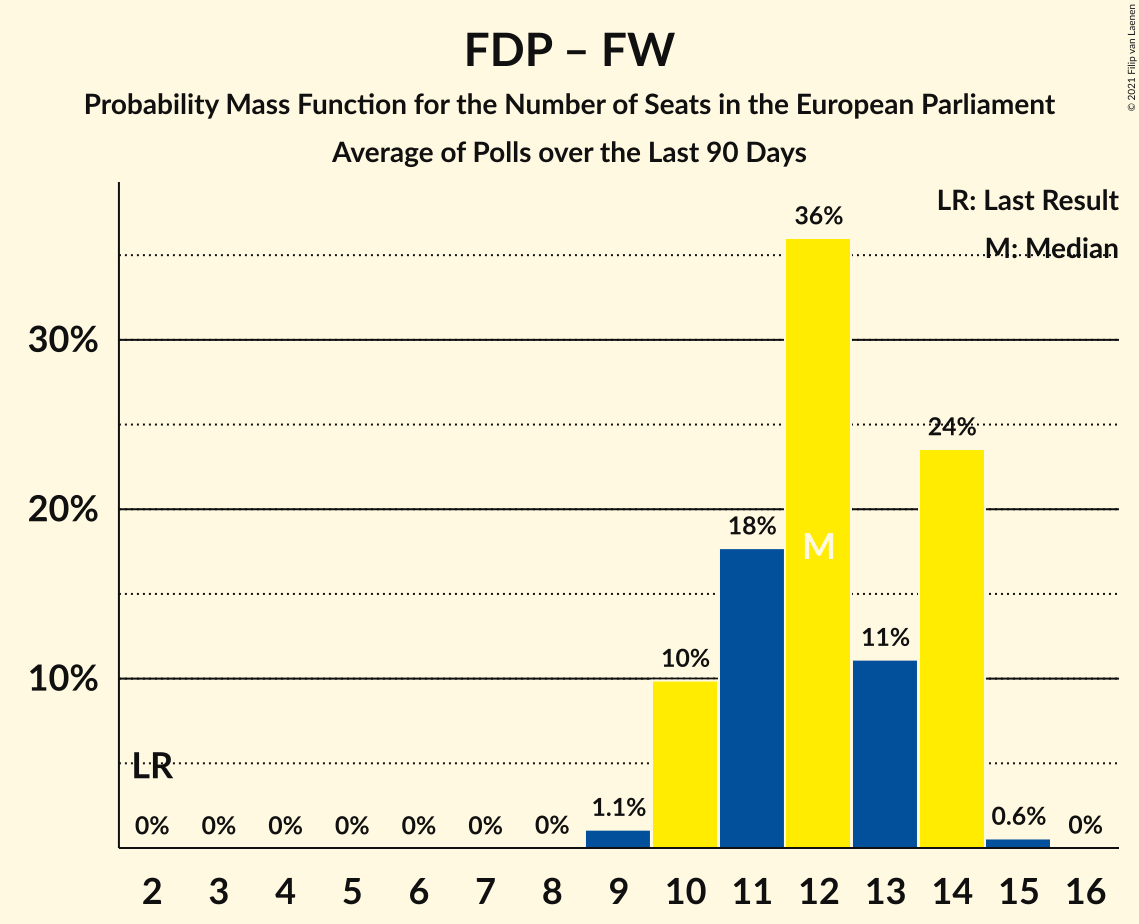 FDP – FW
Probability Mass Function for the Number of Seats in the European Parliament
Average of Polls over the Last 90 Days
© 2021 Filip van Laenen
LR: Last Result
M: Median
36%
30%
24%
20%
18%
M
11%
10%
10%
LR
1.1%
0.6%
0% 0% 0% 0% 0% 0% 0% 0%
2 3 4 5 6 7 8 9 10 11 12 13 14 15 16